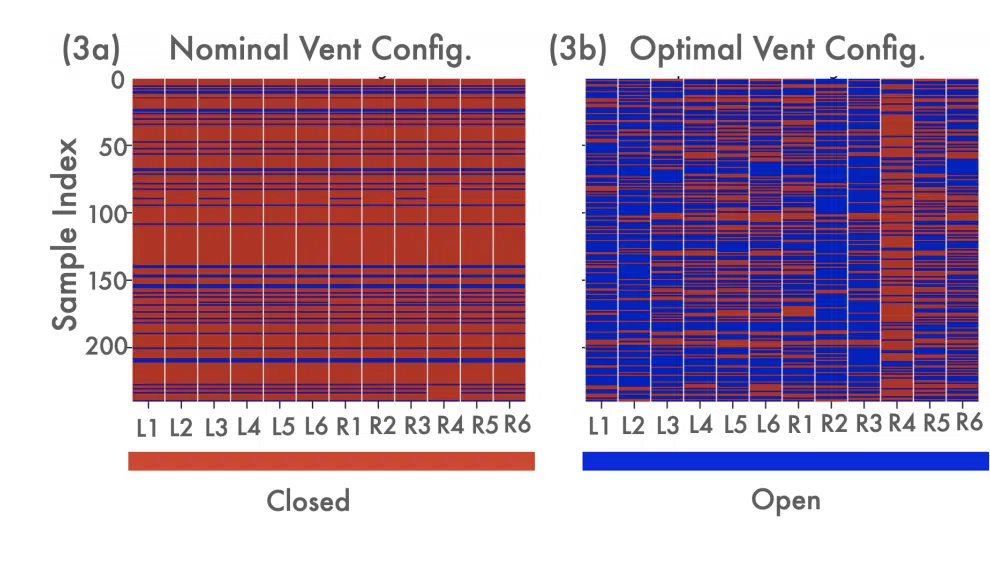 (3a) Nominal Vent Config.
(3b) Optimal Vent Config.
Sample Index
0
50
100
150
200
L1 L2 L3 L4 L5 L6 R1 R2 R3 R4 R5 R6
L1 L2 L3 L4 L5 L6 R1 R2 R3 R4 R5 R6
Closed
Open